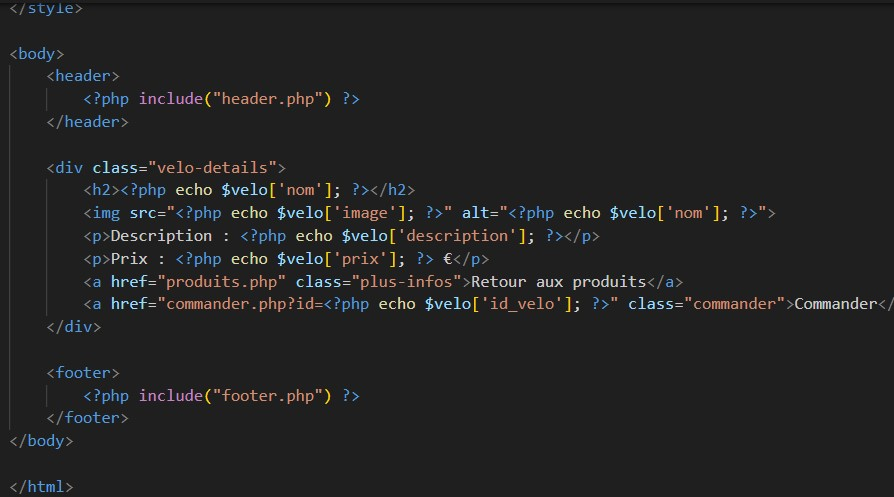 </style>
<body>
<header>
<?php include("header.php") ?>
</header>
<div class="velo-details">
<h2><?php echo $velo['nom']; ?></h2>
<img src="<?php echo $velo['image']; ?>" alt="<?php echo $velo['nom']; ?>">
<p>Description : <?php echo $velo['description']; ?></p>
<p>Prix : <?php echo $velo['prix']; ?> €</p>
<a href="produits.php" class="plus-infos">Retour aux produits</a>
<a href="commander.php?id=<?php echo $velo['id_velo']; ?>" class="commander">Commander</
</div>
<footer>
<?php include("footer.php") ?>
</footer>
</body>
</html>